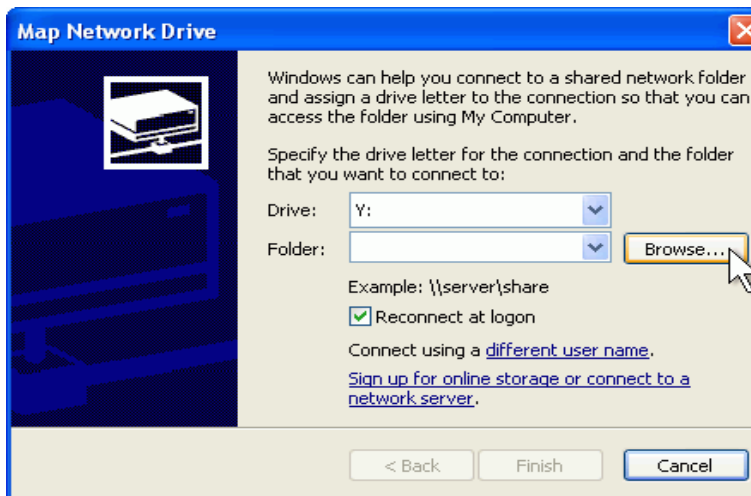 Map Network Drive
Windows can help you connect to a shared network folder
and assign a drive letter to the connection so that you can
access the folder using My Computer.
Specify the drive letter for the connection and the folder
that you want to connect to:
Drive: Y:
Folder: Browse...
Example: \\server\share
Reconnect at logon
Connect using a different user name.
Sign up for online storage or connect to a
network server.
< Back Finish Cancel